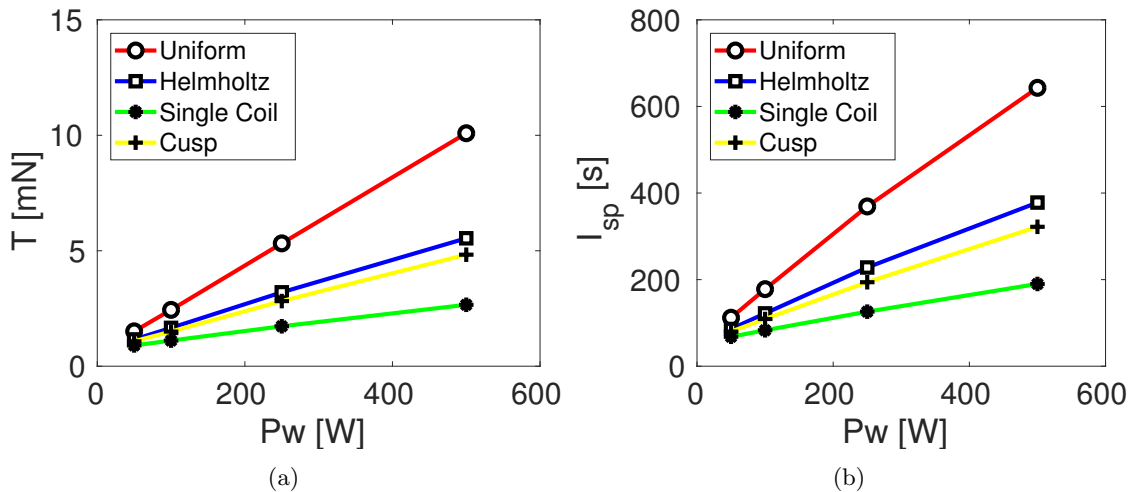 15
10
5
0
T [mN]
Uniform
Helmholtz
Single Coil
Cusp
0 200 400 600
Pw [W]
(a)
800
600
400
200
0
I_sp [s]
Uniform
Helmholtz
Single Coil
Cusp
0 200 400 600
Pw [W]
(b)